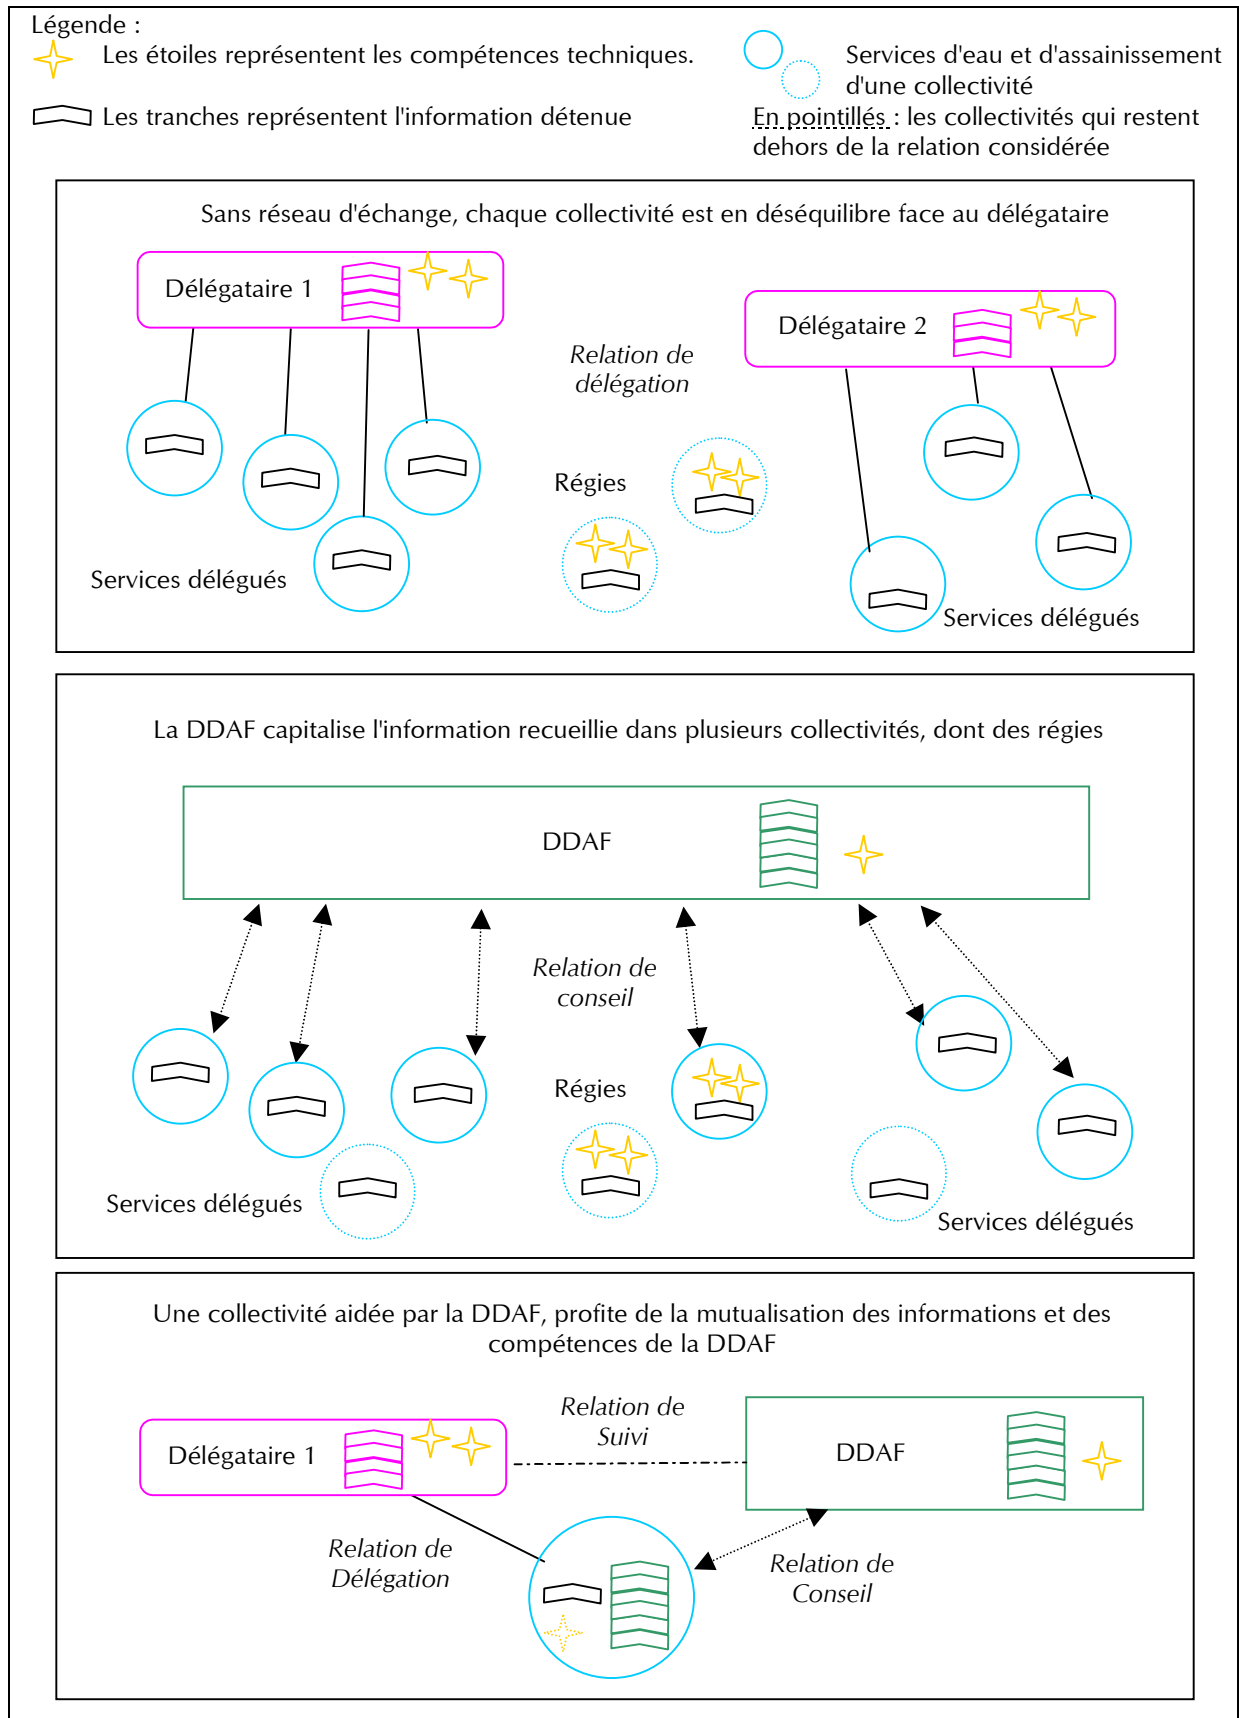 Légende :
Les étoiles représentent les compétences techniques.
Les tranches représentent l'information détenue
Services d'eau et d'assainissement
d'une collectivité
En pointillés : les collectivités qui restent
dehors de la relation considérée
Sans réseau d'échange, chaque collectivité est en déséquilibre face au délégataire
Délégataire 1
Délégataire 2
Relation de
délégation
Régies
Services délégués
Services délégués
La DDAF capitalise l'information recueillie dans plusieurs collectivités, dont des régies
DDAF
Relation de
conseil
Régies
Services délégués
Services délégués
Une collectivité aidée par la DDAF, profite de la mutualisation des informations et des
compétences de la DDAF
Délégataire 1
Relation de
Suivi
DDAF
Relation de
Délégation
Relation de
Conseil